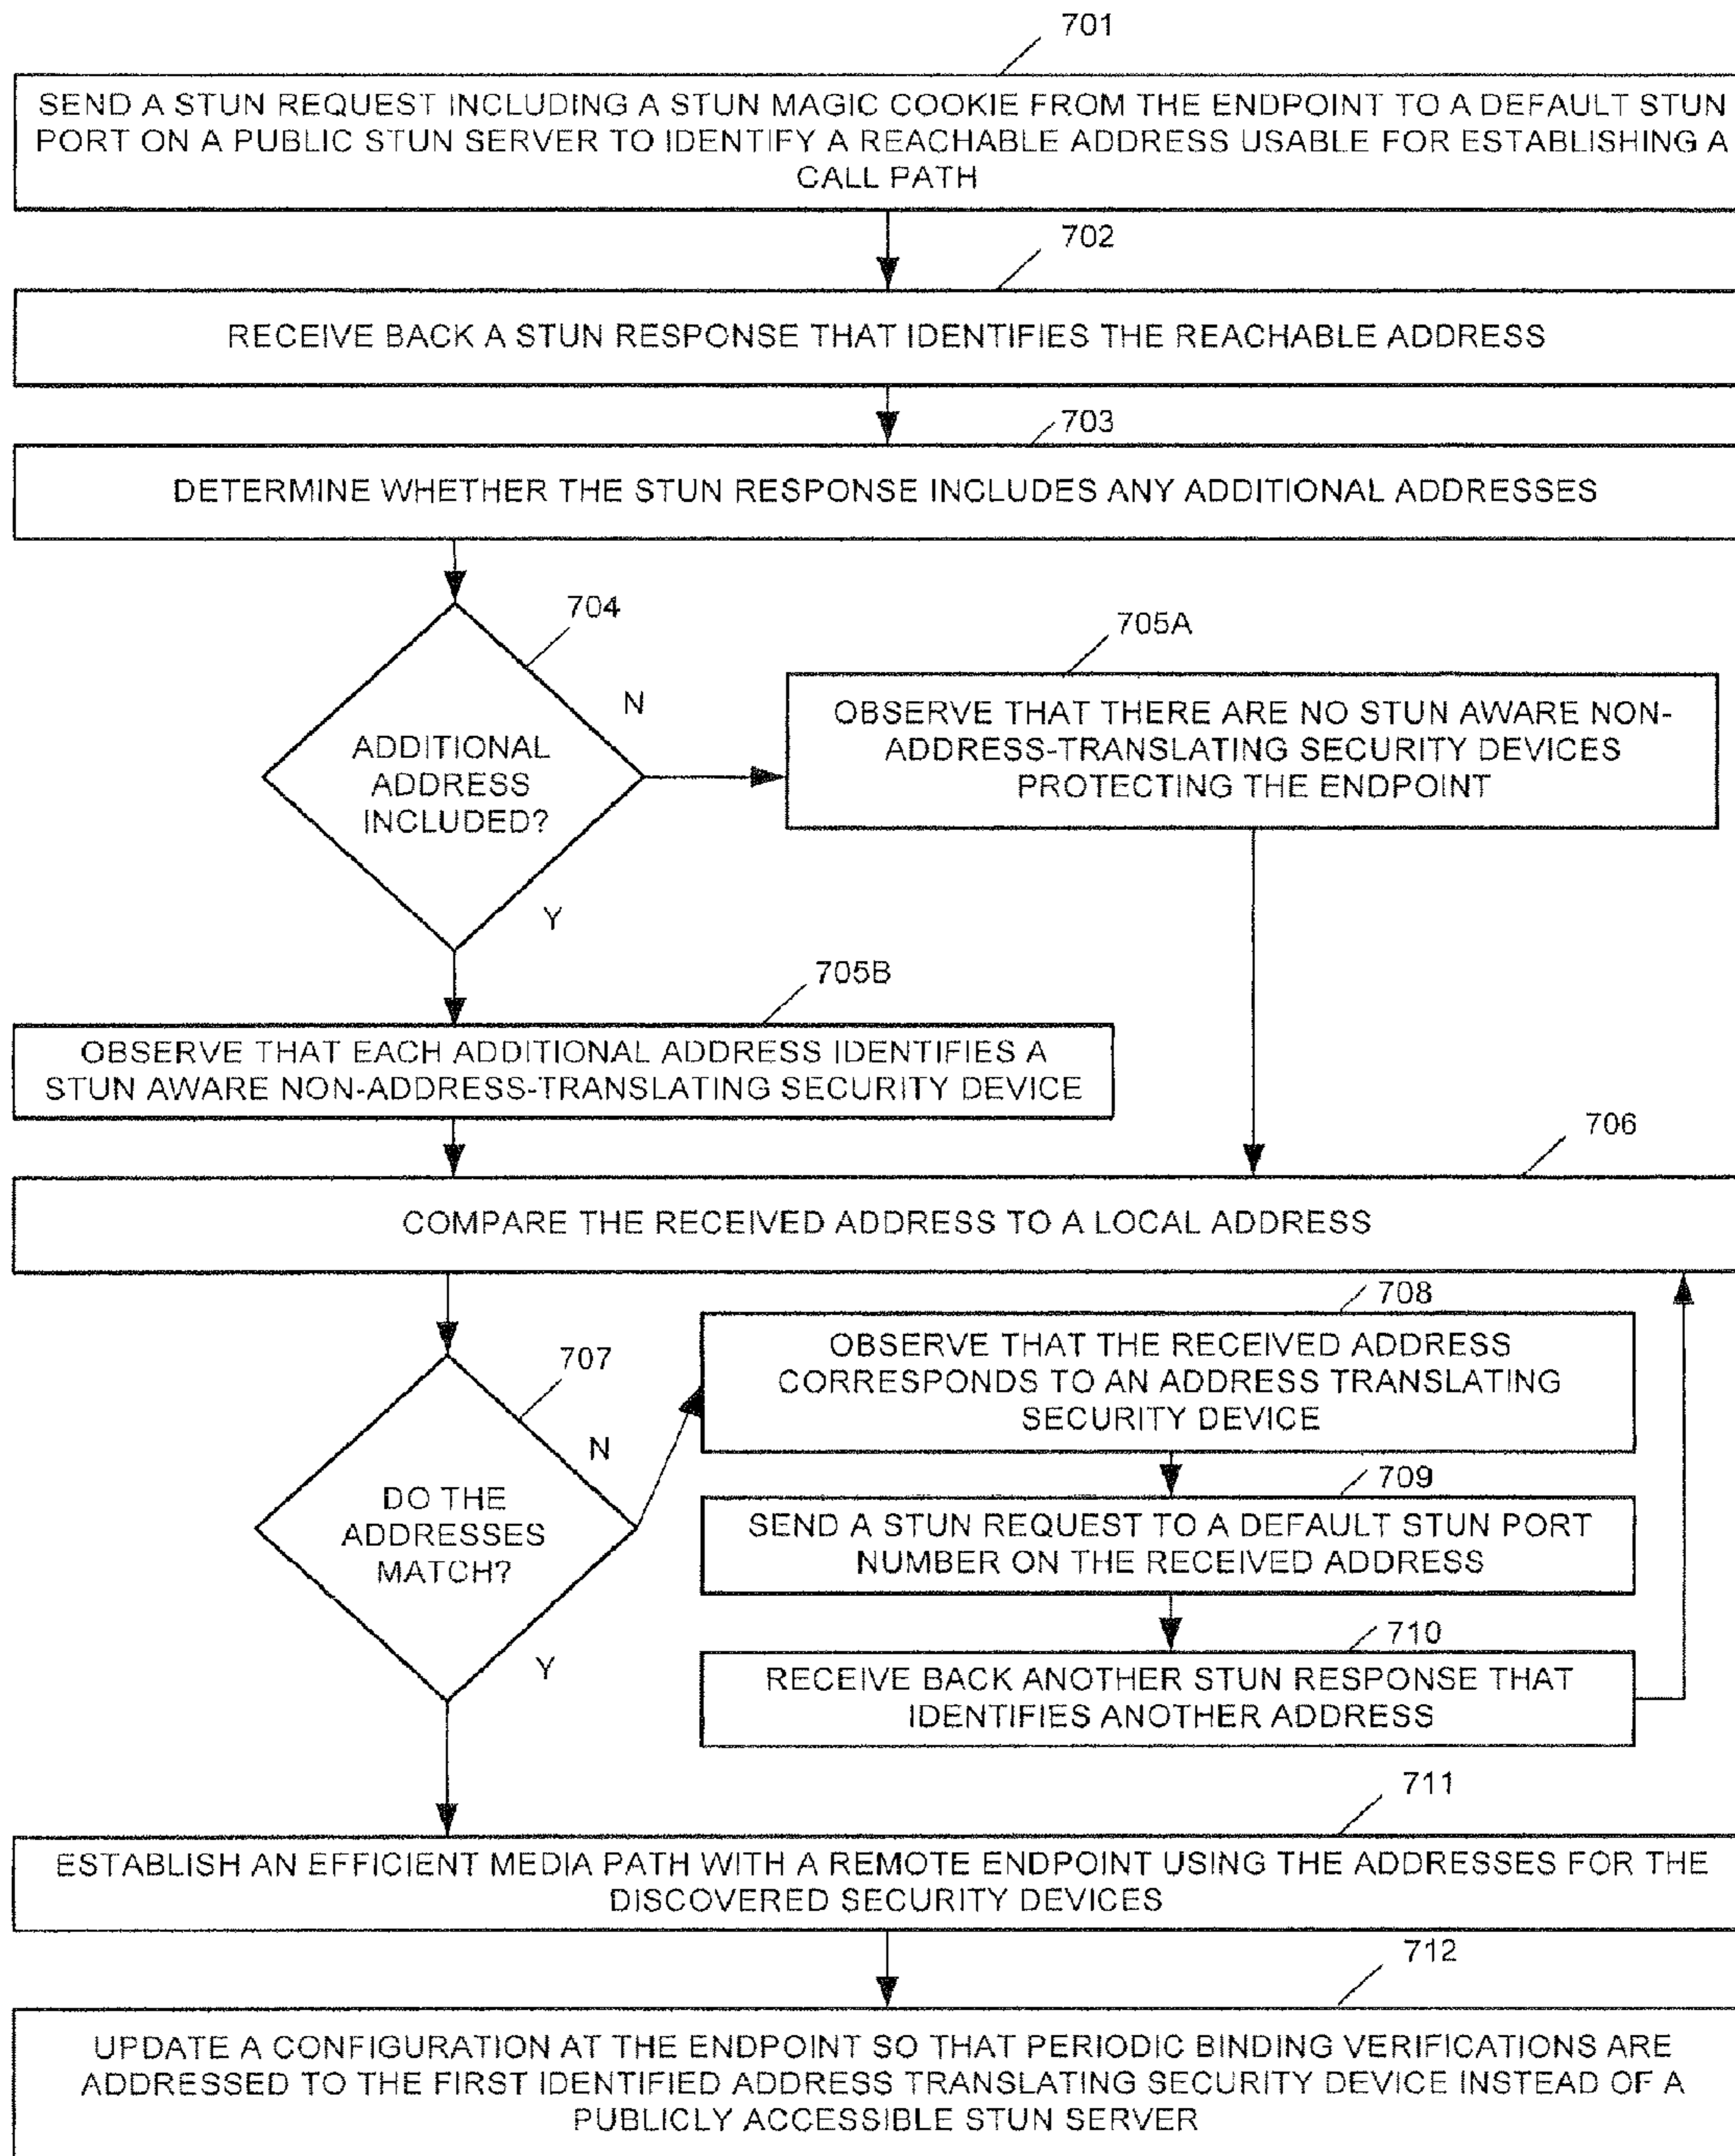 701
SEND A STUN REQUEST INCLUDING A STUN MAGIC COOKIE FROM THE ENDPOINT TO A DEFAULT STUN
PORT ON A PUBLIC STUN SERVER TO IDENTIFY A REACHABLE ADDRESS USABLE FOR ESTABLISHING A
CALL PATH
702
RECEIVE BACK A STUN RESPONSE THAT IDENTIFIES THE REACHABLE ADDRESS
703
DETERMINE WHETHER THE STUN RESPONSE INCLUDES ANY ADDITIONAL ADDRESSES
704
ADDITIONAL
ADDRESS
INCLUDED?
N
Y
705A
OBSERVE THAT THERE ARE NO STUN AWARE NON-
ADDRESS-TRANSLATING SECURITY DEVICES
PROTECTING THE ENDPOINT
705B
OBSERVE THAT EACH ADDITIONAL ADDRESS IDENTIFIES A
STUN AWARE NON-ADDRESS-TRANSLATING SECURITY DEVICE
706
COMPARE THE RECEIVED ADDRESS TO A LOCAL ADDRESS
707
DO THE
ADDRESSES
MATCH?
N
Y
708
OBSERVE THAT THE RECEIVED ADDRESS
CORRESPONDS TO AN ADDRESS TRANSLATING
SECURITY DEVICE
709
SEND A STUN REQUEST TO A DEFAULT STUN PORT
NUMBER ON THE RECEIVED ADDRESS
710
RECEIVE BACK ANOTHER STUN RESPONSE THAT
IDENTIFIES ANOTHER ADDRESS
711
ESTABLISH AN EFFICIENT MEDIA PATH WITH A REMOTE ENDPOINT USING THE ADDRESSES FOR THE
DISCOVERED SECURITY DEVICES
712
UPDATE A CONFIGURATION AT THE ENDPOINT SO THAT PERIODIC BINDING VERIFICATIONS ARE
ADDRESSED TO THE FIRST IDENTIFIED ADDRESS TRANSLATING SECURITY DEVICE INSTEAD OF A
PUBLICLY ACCESSIBLE STUN SERVER